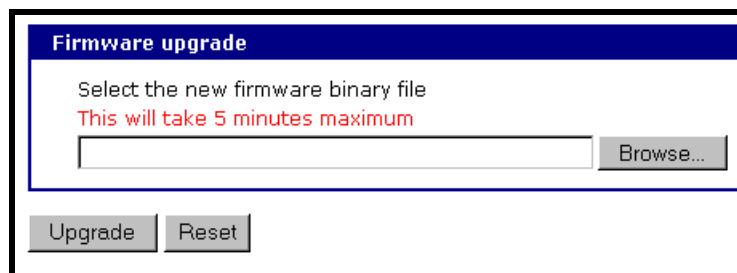 Firmware upgrade
Select the new firmware binary file
This will take 5 minutes maximum
Browse...
Upgrade Reset